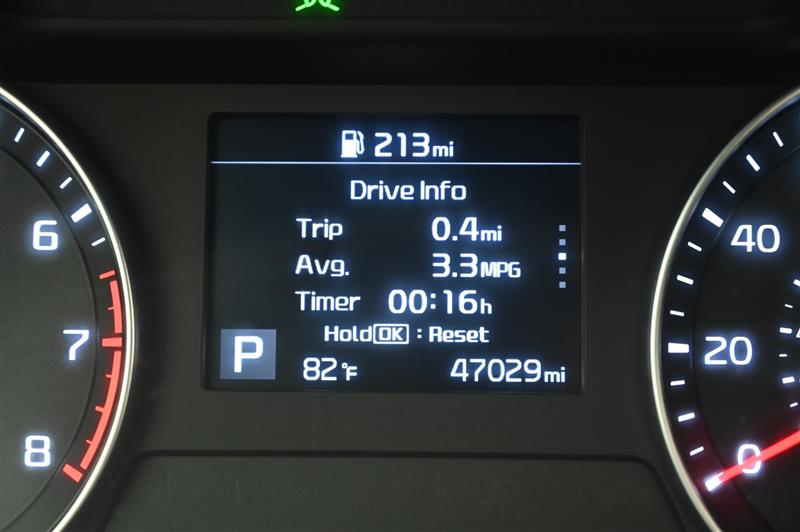 213mi
Drive Info
Trip 0.4mi
Avg. 3.3MPG
Timer 00:16h
Hold OK : Reset
P 82°F 47029mi
6
7
8
40
20
0